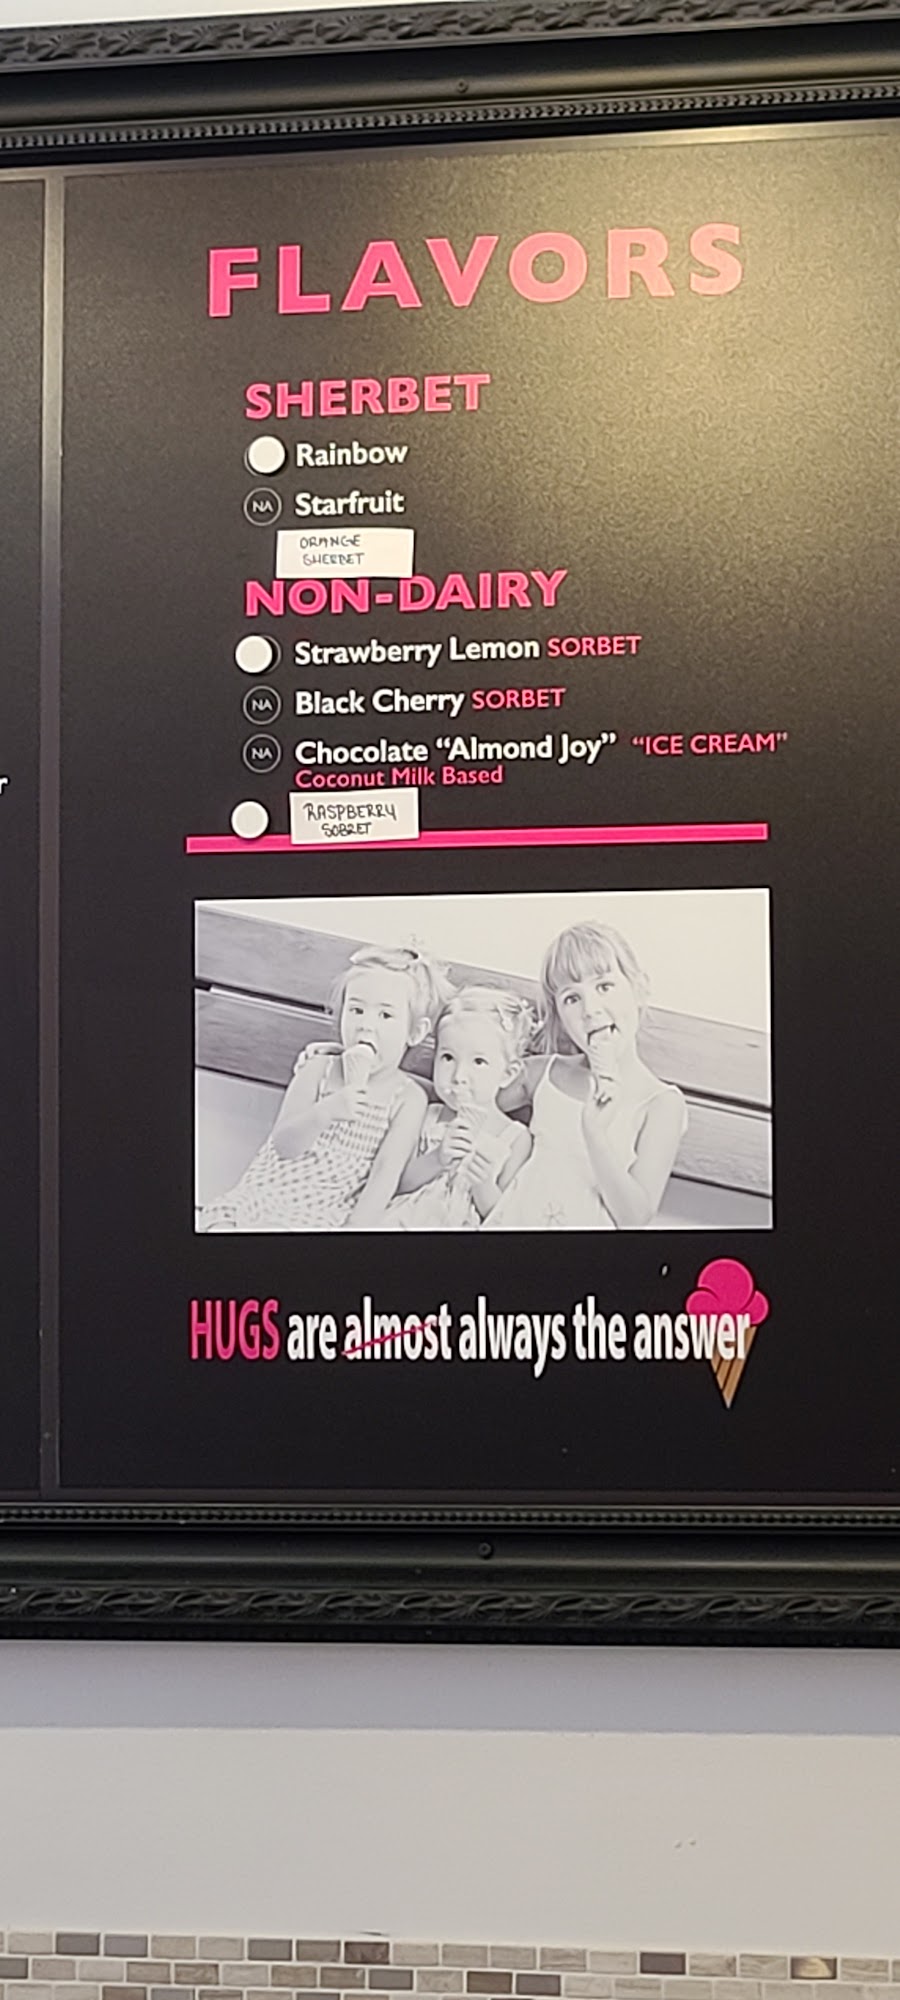 FLAVORS
SHERBET
Rainbow
NA Starfruit
ORANGE
SHERBET
NON-DAIRY
Strawberry Lemon SORBET
NA Black Cherry SORBET
NA Chocolate “Almond Joy” “ICE CREAM”
Coconut Milk Based
RASPBERRY
SOBRET
HUGS are almost always the answer